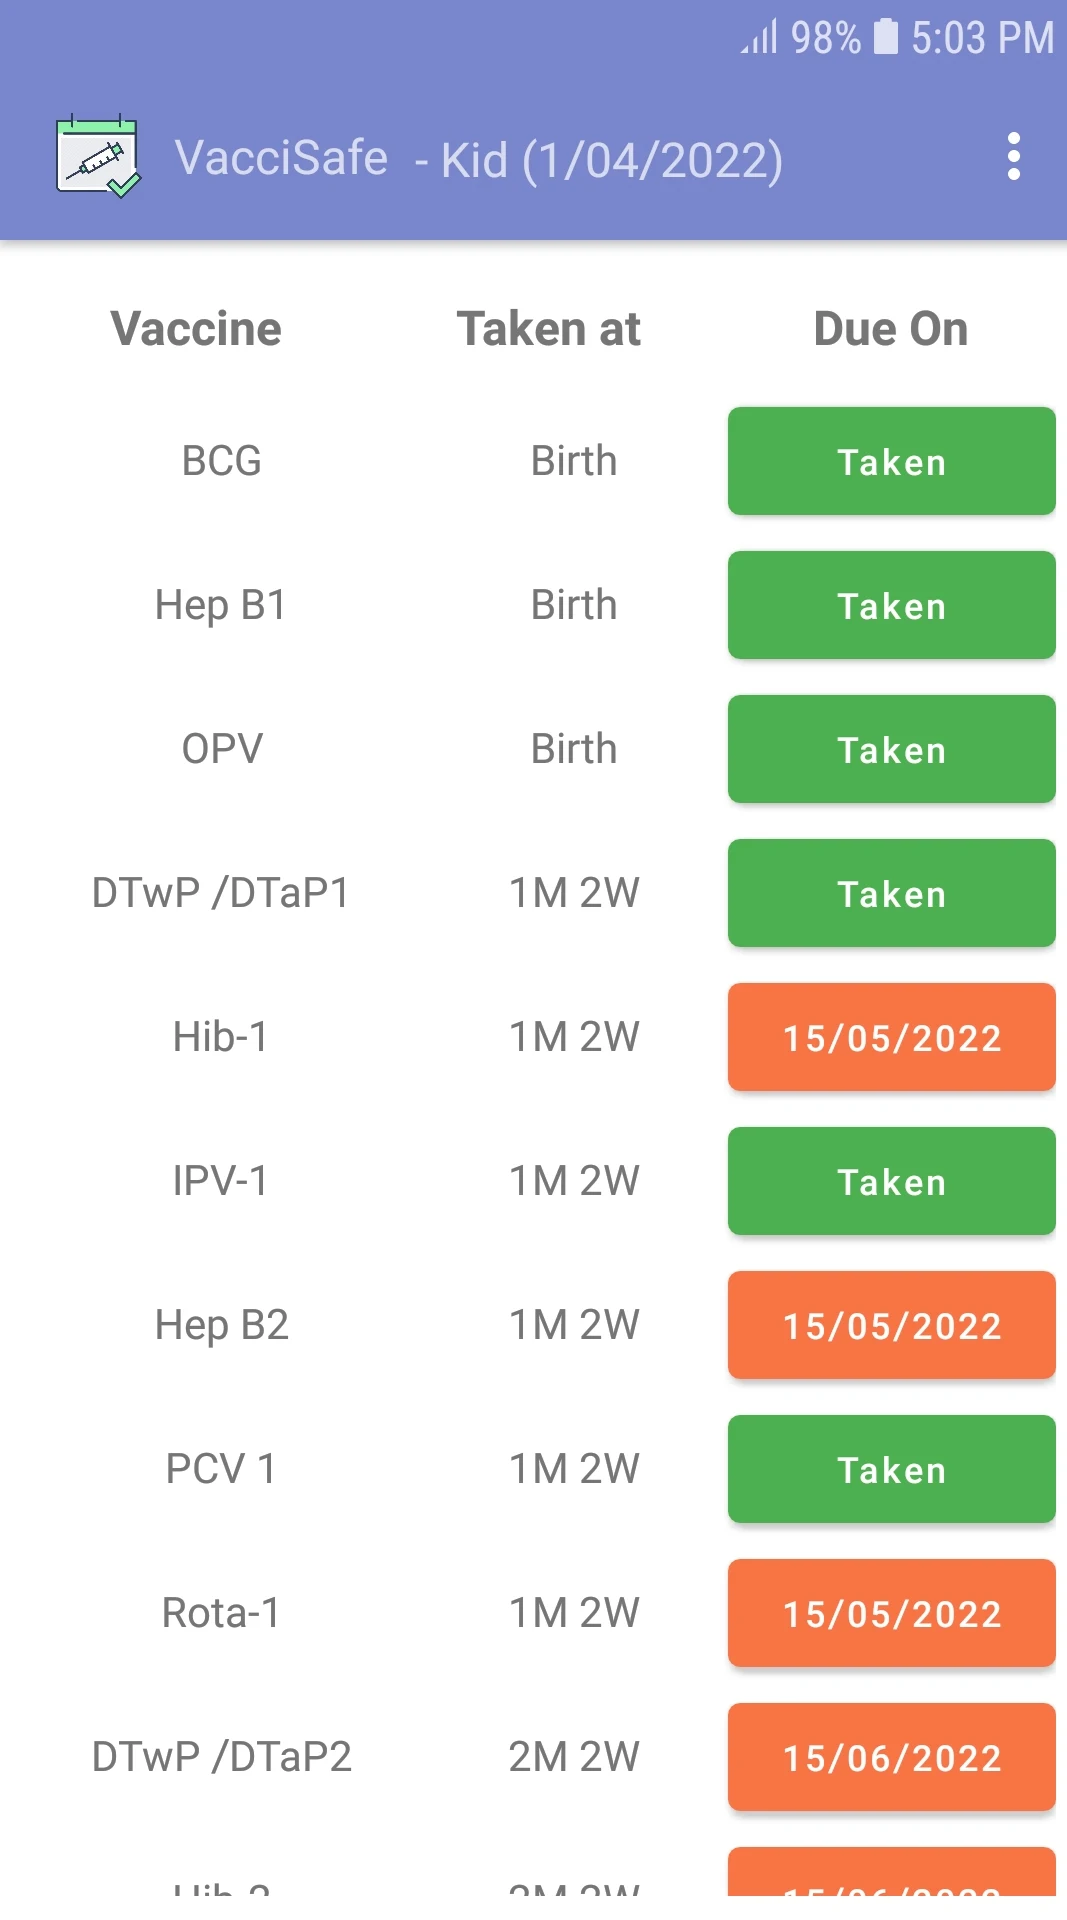 98% 5:03 PM
VacciSafe - Kid (1/04/2022)
Vaccine Taken at Due On
BCG Birth Taken
Hep B1 Birth Taken
OPV Birth Taken
DTwP /DTaP1 1M 2W Taken
Hib-1 1M 2W 15/05/2022
IPV-1 1M 2W Taken
Hep B2 1M 2W 15/05/2022
PCV 1 1M 2W Taken
Rota-1 1M 2W 15/05/2022
DTwP /DTaP2 2M 2W 15/06/2022